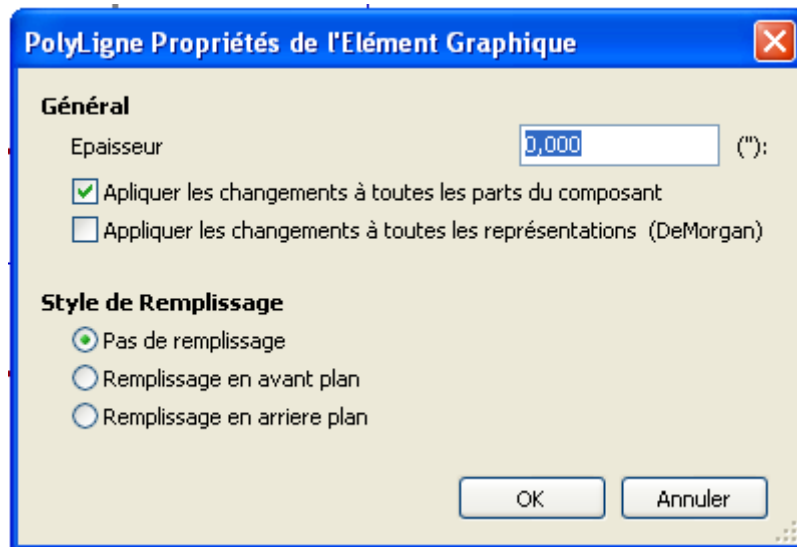 PolyLigne Propriétés de l'Elément Graphique
Général
Epaisseur 0,000 ("):
Apliquer les changements à toutes les parts du composant
Appliquer les changements à toutes les représentations (DeMorgan)
Style de Remplissage
Pas de remplissage
Remplissage en avant plan
Remplissage en arriere plan
OK Annuler